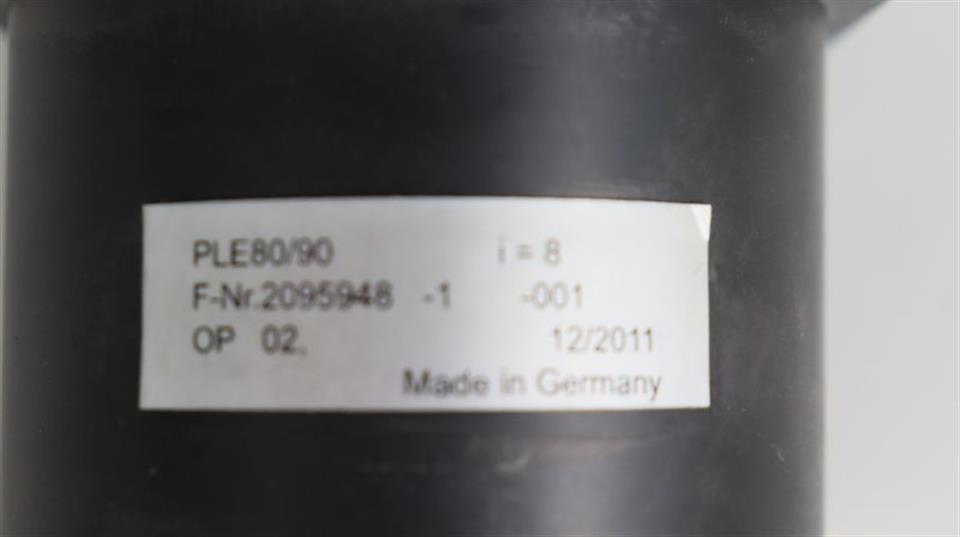 PLE80/90 i = 8
F-Nr.2095948 -1 -001
OP 02, 12/2011
Made in Germany